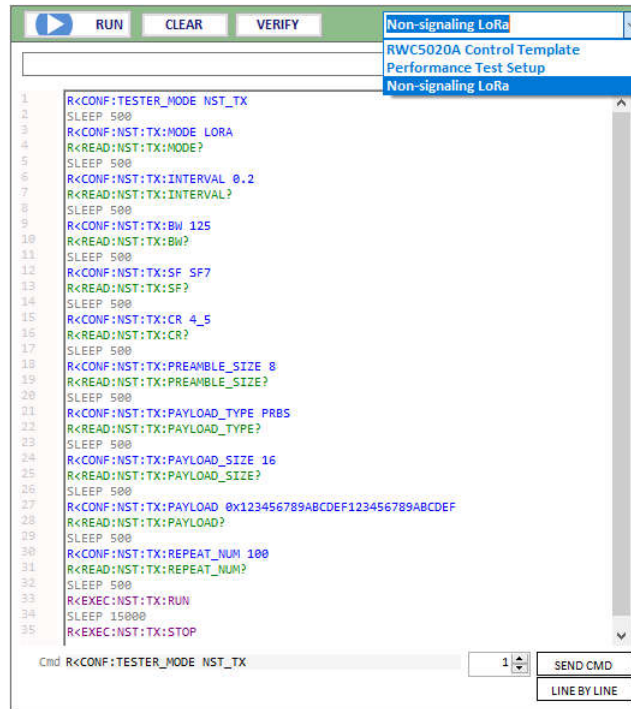 RUN CLEAR VERIFY Non-signaling LoRa
RWC5020A Control Template
Performance Test Setup
Non-signaling LoRa
1 R<CONF:TESTER_MODE NST_TX
2 SLEEP 500
3 R<CONF:NST:TX:MODE LORA
4 R<READ:NST:TX:MODE?
5 SLEEP 500
6 R<CONF:NST:TX:INTERVAL 0.2
7 R<READ:NST:TX:INTERVAL?
8 SLEEP 500
9 R<CONF:NST:TX:BW 125
10 R<READ:NST:TX:BW?
11 SLEEP 500
12 R<CONF:NST:TX:SF SF7
13 R<READ:NST:TX:SF?
14 SLEEP 500
15 R<CONF:NST:TX:CR 4_5
16 R<READ:NST:TX:CR?
17 SLEEP 500
18 R<CONF:NST:TX:PREAMBLE_SIZE 8
19 R<READ:NST:TX:PREAMBLE_SIZE?
20 SLEEP 500
21 R<CONF:NST:TX:PAYLOAD_TYPE PRBS
22 R<READ:NST:TX:PAYLOAD_TYPE?
23 SLEEP 500
24 R<CONF:NST:TX:PAYLOAD_SIZE 16
25 R<READ:NST:TX:PAYLOAD_SIZE?
26 SLEEP 500
27 R<CONF:NST:TX:PAYLOAD 0x123456789ABCDEF123456789ABCDEF
28 R<READ:NST:TX:PAYLOAD?
29 SLEEP 500
30 R<CONF:NST:TX:REPEAT_NUM 100
31 R<READ:NST:TX:REPEAT_NUM?
32 SLEEP 500
33 R<EXEC:NST:TX:RUN
34 SLEEP 15000
35 R<EXEC:NST:TX:STOP
Cmd R<CONF:TESTER_MODE NST_TX 1 SEND CMD
LINE BY LINE